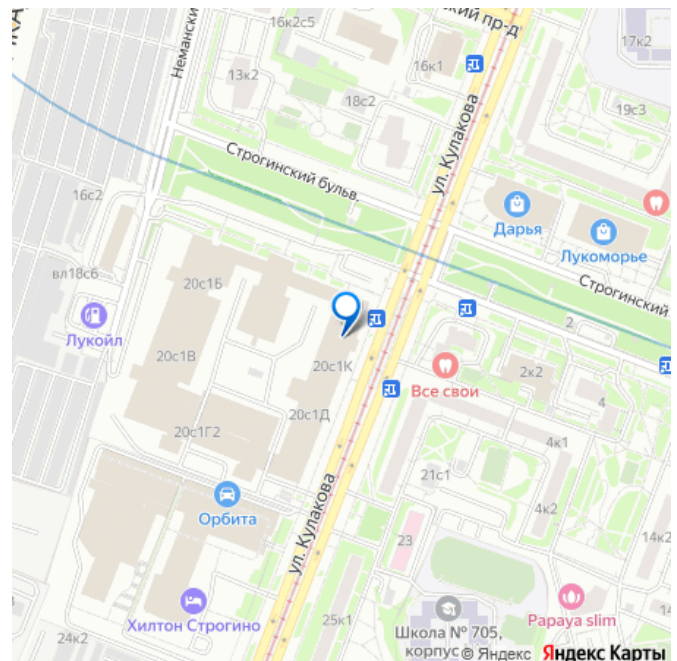 16к2с5
ский пр-д
17к2
Неманский
13к2
16к1
18с2
19с3
ул. Кулакова
Строгинский бульв.
16с2
Дарья
Лукоморье
вл18с6
20с1Б
Строгинский
Лукойл
2
20с1В
20с1К
2к2
Все свои
4
20с1Д
20с1Г2
4к1
21с1
4к2
Орбита
ул. Кулакова
23
14к2
Хилтон Строгино
25к1
Papaya slim
14
24к2
Школа № 705,
корпус
© Яндекс Яндекс Карты